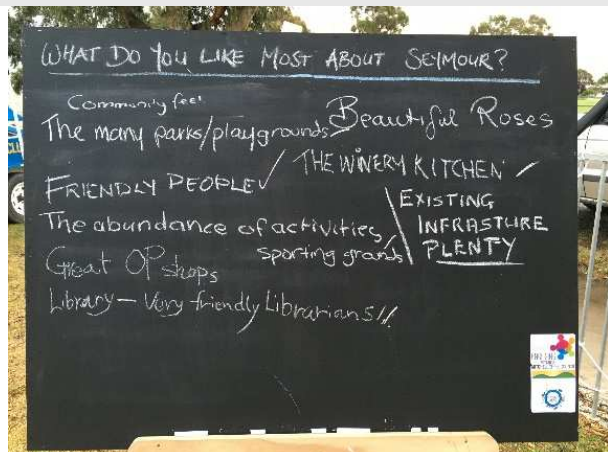 WHAT DO YOU LIKE MOST ABOUT SEYMOUR?
Community feel
The many parks/playgrounds
Beautiful Roses
THE WINERY KITCHEN
FRIENDLY PEOPLE
EXISTING
INFRASTURE
PLENTY
The abundance of activities/
sporting grands
Great OP shops
Library - Very friendly Librarians!!